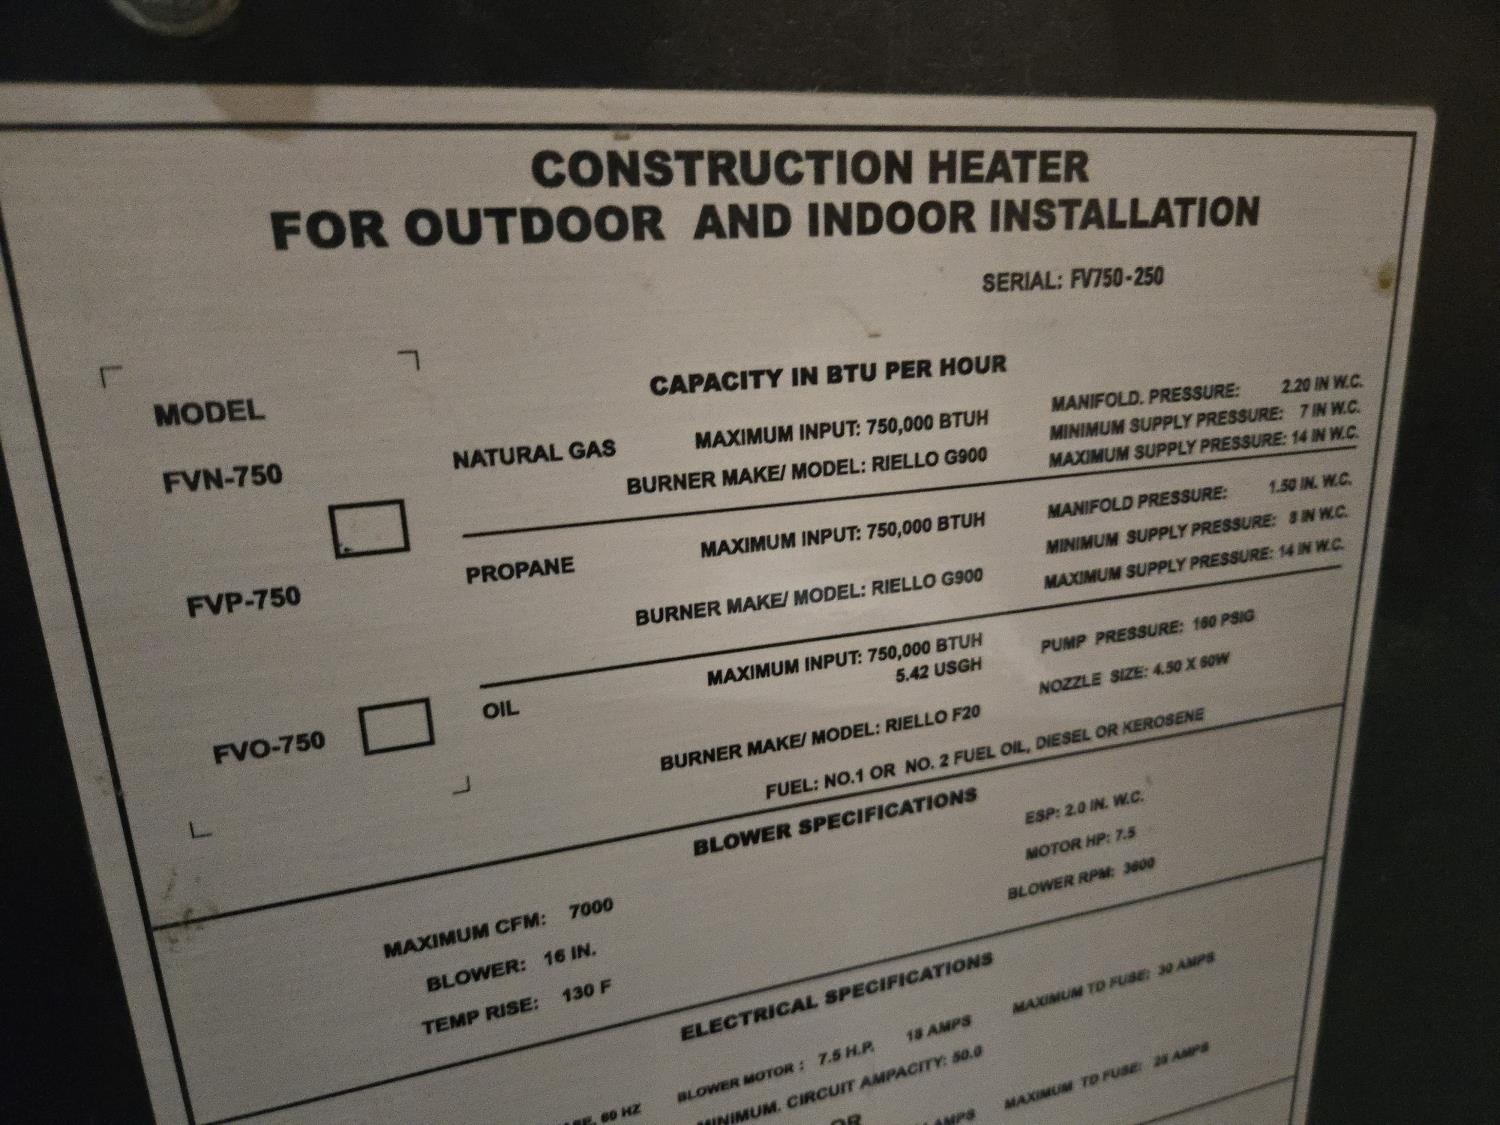 CONSTRUCTION HEATER
FOR OUTDOOR AND INDOOR INSTALLATION
SERIAL: FV750-250
CAPACITY IN BTU PER HOUR
MODEL
FVN-750
NATURAL GAS
MAXIMUM INPUT: 750,000 BTUH
BURNER MAKE/ MODEL: RIELLO G900
MANIFOLD. PRESSURE: 2.20 IN W.C.
MINIMUM SUPPLY PRESSURE: 7 IN W.C.
MAXIMUM SUPPLY PRESSURE: 14 IN W.C.
FVP-750
PROPANE
MAXIMUM INPUT: 750,000 BTUH
BURNER MAKE/ MODEL: RIELLO G900
MANIFOLD PRESSURE: 1.50 IN. W.C.
MINIMUM SUPPLY PRESSURE: 8 IN W.C.
MAXIMUM SUPPLY PRESSURE: 14 IN W.C.
FVO-750
OIL
MAXIMUM INPUT: 750,000 BTUH
5.42 USGH
BURNER MAKE/ MODEL: RIELLO F20
FUEL: NO.1 OR NO. 2 FUEL OIL, DIESEL OR KEROSENE
PUMP PRESSURE: 160 PSIG
NOZZLE SIZE: 4.50 X 60W
BLOWER SPECIFICATIONS
MAXIMUM CFM: 7000
BLOWER: 16 IN.
TEMP RISE: 130 F
ESP: 2.0 IN. W.C.
MOTOR HP: 7.5
BLOWER RPM: 3600
ELECTRICAL SPECIFICATIONS
60 HZ
BLOWER MOTOR : 7.5 H.P. 18 AMPS
MAXIMUM TD FUSE: 30 AMPS
MINIMUM. CIRCUIT AMPACITY: 50.0
OR
AMPS
MAXIMUM TD FUSE: 25 AMPS